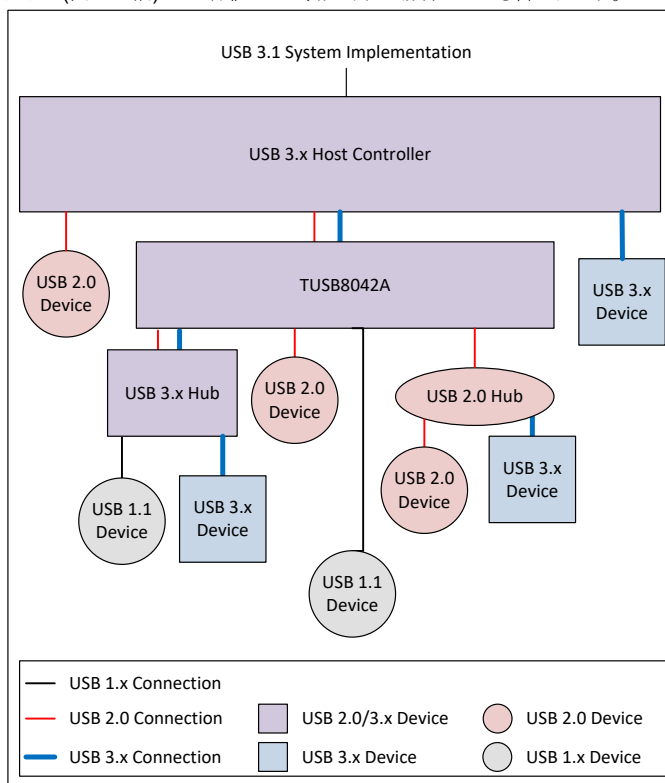 USB 3.1 System Implementation
USB 3.x Host Controller
USB 2.0
Device
TUSB8042A
USB 3.x
Device
USB 3.x Hub
USB 2.0
Device
USB 2.0 Hub
USB 1.1
Device
USB 3.x
Device
USB 2.0
Device
USB 3.x
Device
USB 1.1
Device
USB 1.x Connection
USB 2.0 Connection
USB 2.0/3.x Device
USB 2.0 Device
USB 3.x Connection
USB 3.x Device
USB 1.x Device